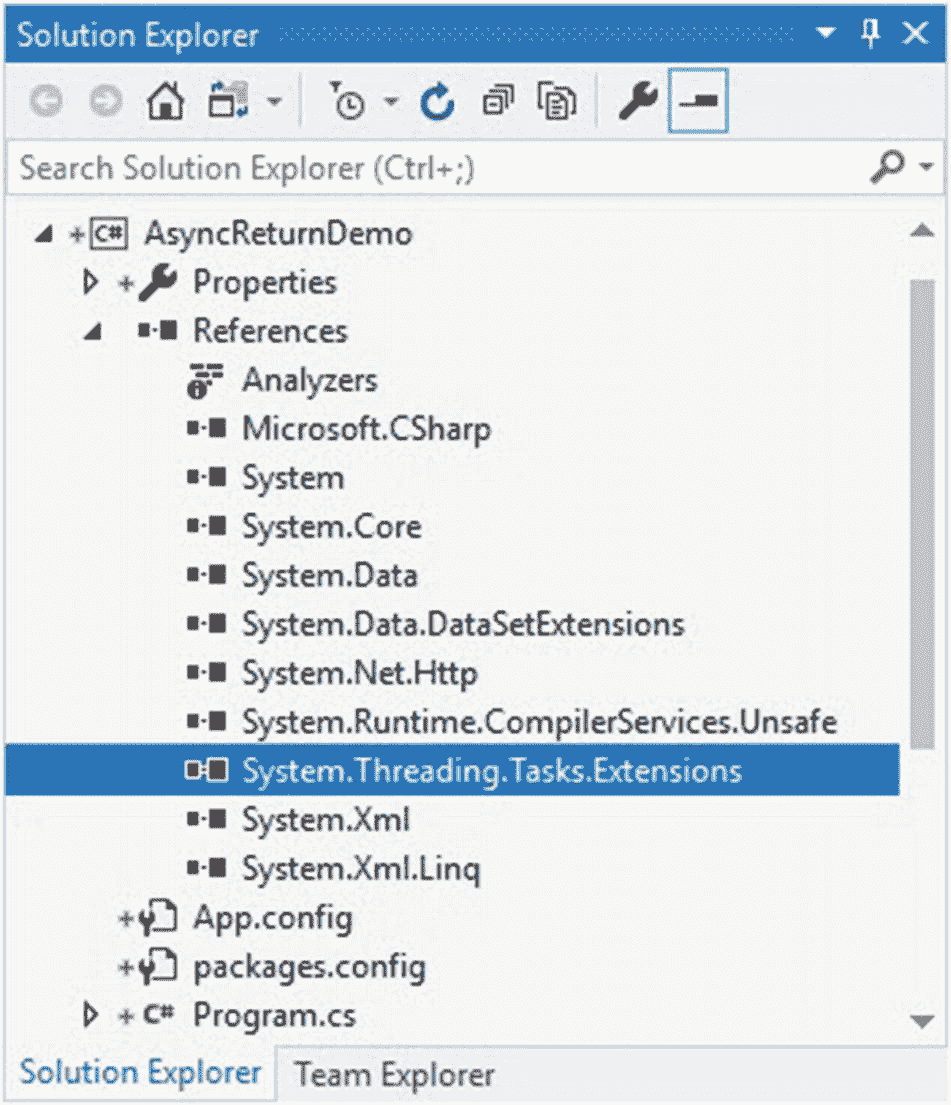 Solution Explorer
Search Solution Explorer (Ctrl+;)
C# AsyncReturnDemo
Properties
References
Analyzers
Microsoft.CSharp
System
System.Core
System.Data
System.Data.DataSetExtensions
System.Net.Http
System.Runtime.CompilerServices.Unsafe
System.Threading.Tasks.Extensions
System.Xml
System.Xml.Linq
App.config
packages.config
C# Program.cs
Solution Explorer Team Explorer